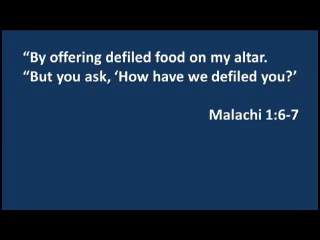 “By offering defiled food on my altar.
“But you ask, ‘How have we defiled you?’
Malachi 1:6-7